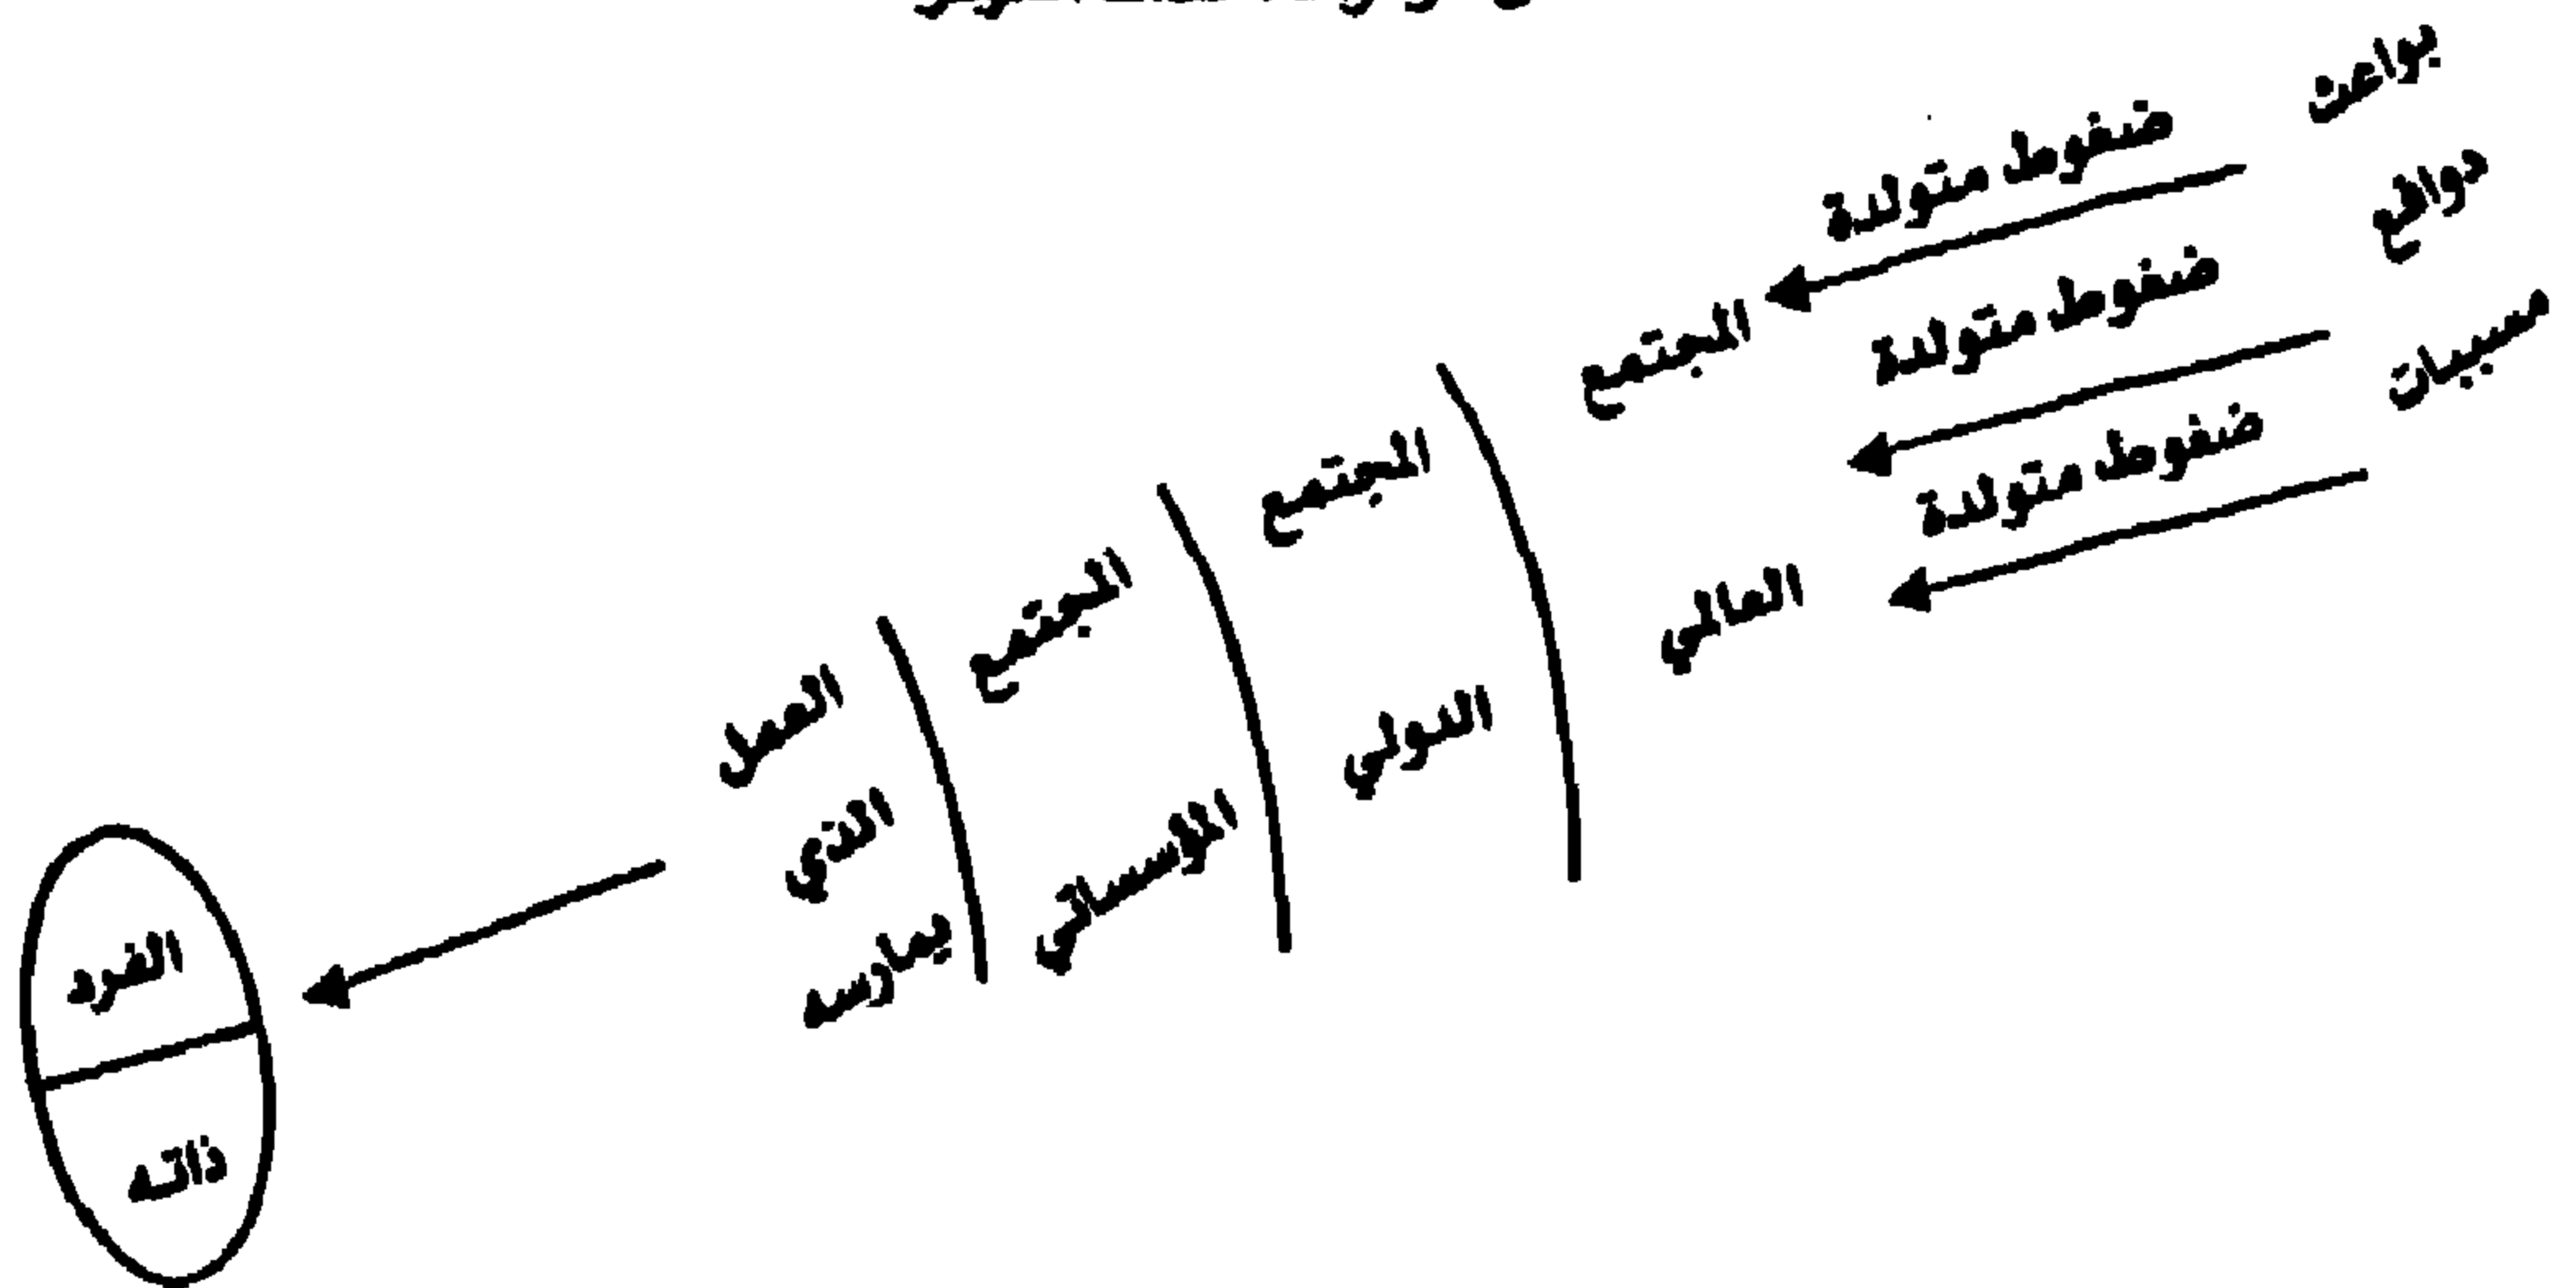 بواعث
ضغوط متولدة
دوافع
ضغوط متولدة
مسببات
ضغوط متولدة
المجتمع
العالمي
المجتمع
الدولي
المجتمع
المؤسساتي
العمل
الذي
يمارسه
الفرد
ذاته